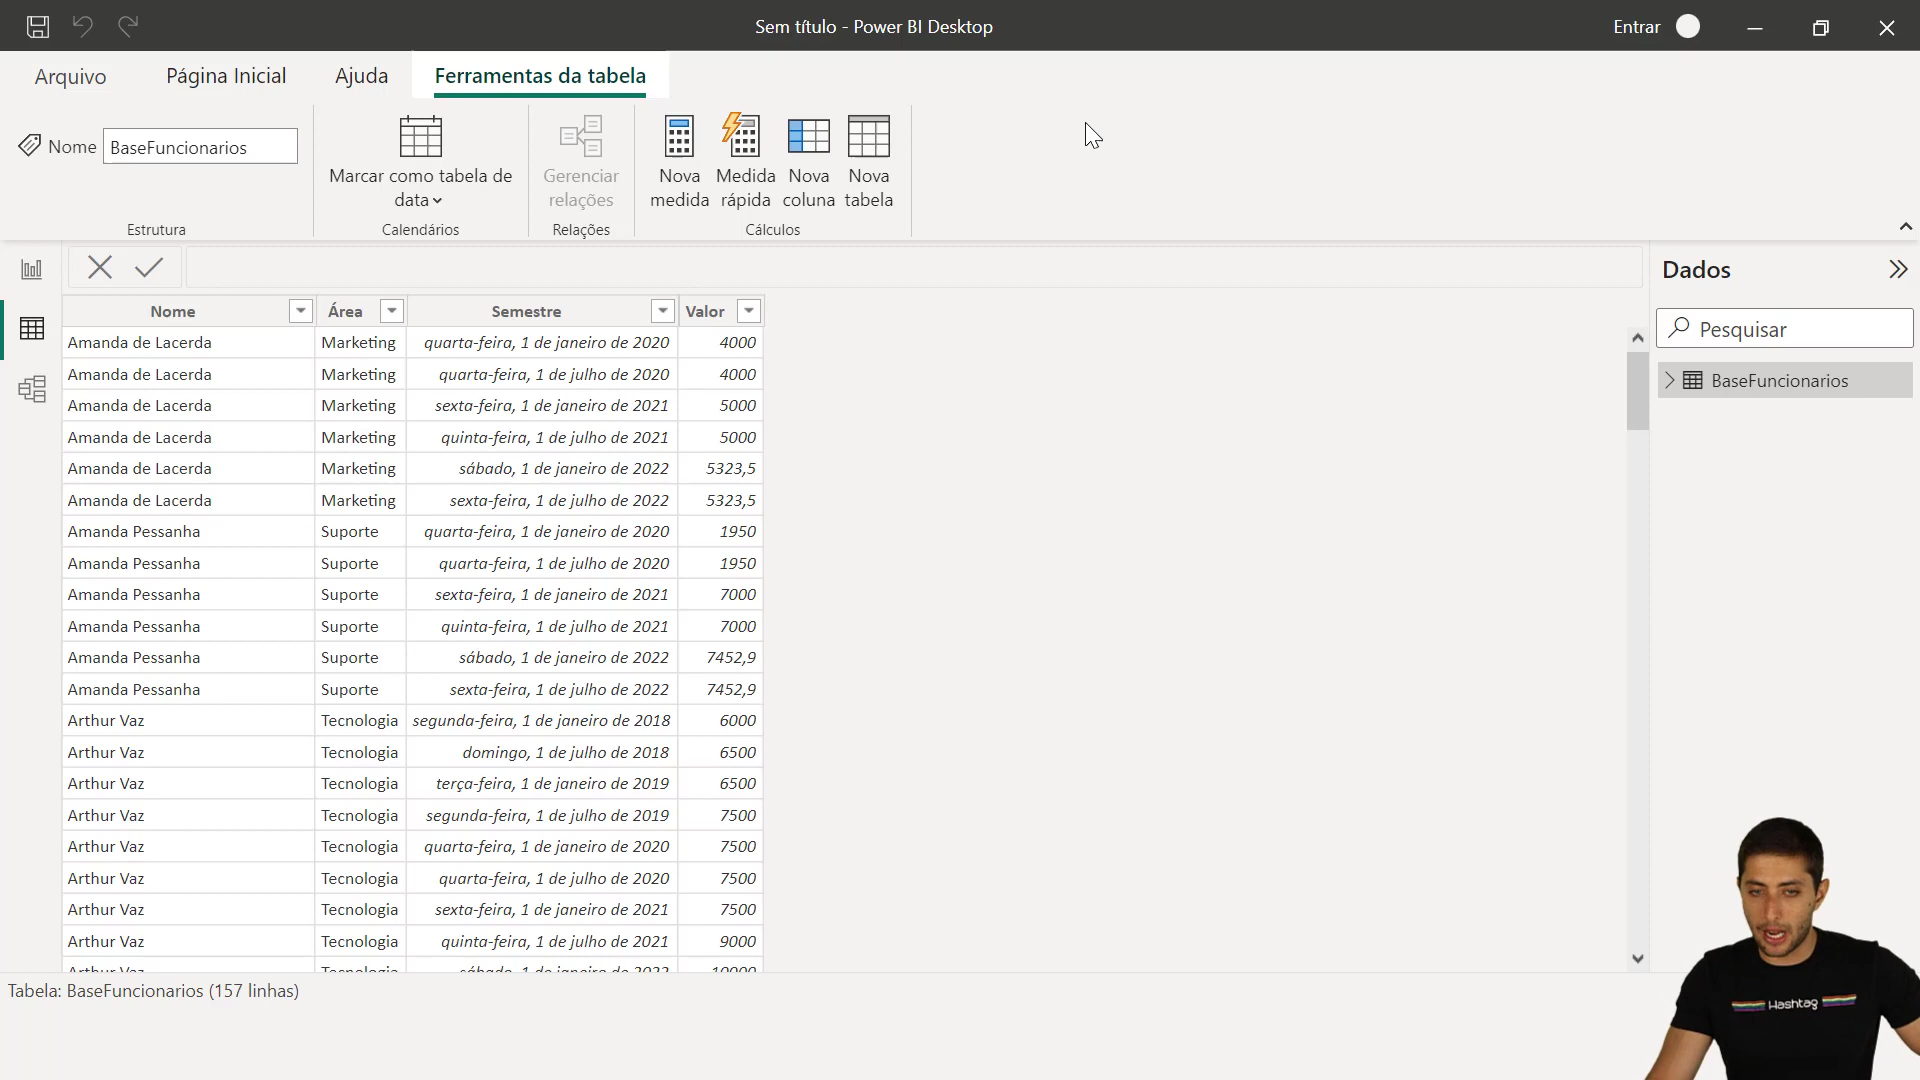 Sem título - Power BI Desktop
Entrar
Arquivo
Página Inicial
Ajuda
Ferramentas da tabela
Nome
BaseFuncionarios
Marcar como tabela de
data
Gerenciar
relações
Nova
medida
Medida
rápida
Nova
coluna
Nova
tabela
Estrutura
Calendários
Relações
Cálculos
Dados
Pesquisar
BaseFuncionarios
Nome Área Semestre Valor
Amanda de Lacerda Marketing quarta-feira, 1 de janeiro de 2020 4000
Amanda de Lacerda Marketing quarta-feira, 1 de julho de 2020 4000
Amanda de Lacerda Marketing sexta-feira, 1 de janeiro de 2021 5000
Amanda de Lacerda Marketing quinta-feira, 1 de julho de 2021 5000
Amanda de Lacerda Marketing sábado, 1 de janeiro de 2022 5323,5
Amanda de Lacerda Marketing sexta-feira, 1 de julho de 2022 5323,5
Amanda Pessanha Suporte quarta-feira, 1 de janeiro de 2020 1950
Amanda Pessanha Suporte quarta-feira, 1 de julho de 2020 1950
Amanda Pessanha Suporte sexta-feira, 1 de janeiro de 2021 7000
Amanda Pessanha Suporte quinta-feira, 1 de julho de 2021 7000
Amanda Pessanha Suporte sábado, 1 de janeiro de 2022 7452,9
Amanda Pessanha Suporte sexta-feira, 1 de julho de 2022 7452,9
Arthur Vaz Tecnologia segunda-feira, 1 de janeiro de 2018 6000
Arthur Vaz Tecnologia domingo, 1 de julho de 2018 6500
Arthur Vaz Tecnologia terça-feira, 1 de janeiro de 2019 6500
Arthur Vaz Tecnologia segunda-feira, 1 de julho de 2019 7500
Arthur Vaz Tecnologia quarta-feira, 1 de janeiro de 2020 7500
Arthur Vaz Tecnologia quarta-feira, 1 de julho de 2020 7500
Arthur Vaz Tecnologia sexta-feira, 1 de janeiro de 2021 7500
Arthur Vaz Tecnologia quinta-feira, 1 de julho de 2021 9000
Arthur Vaz Tecnologia sábado, 1 de janeiro de 2022 10000
Tabela: BaseFuncionarios (157 linhas)
Hashtag